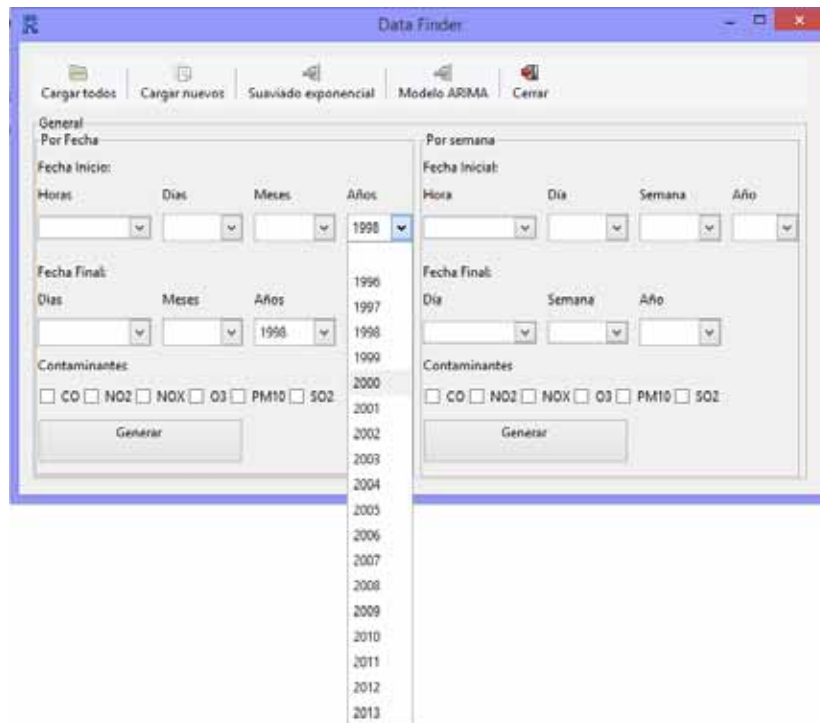 Data Finder
Cargar todos Cargar nuevos Suaviado exponencial Modelo ARIMA Cerrar
General
Por Fecha
Fecha Inicio:
Horas Dias Meses Años
1998
1996
1997
1998
1999
2000
2001
2002
2003
2004
2005
2006
2007
2008
2009
2010
2011
2012
2013
Fecha Final:
Dias Meses Años
1998
Contaminantes
CO NO2 NOX O3 PM10 SO2
Generar
Por semana
Fecha Inicial:
Hora Día Semana Año
Fecha Final:
Día Semana Año
Contaminantes
CO NO2 NOX O3 PM10 SO2
Generar